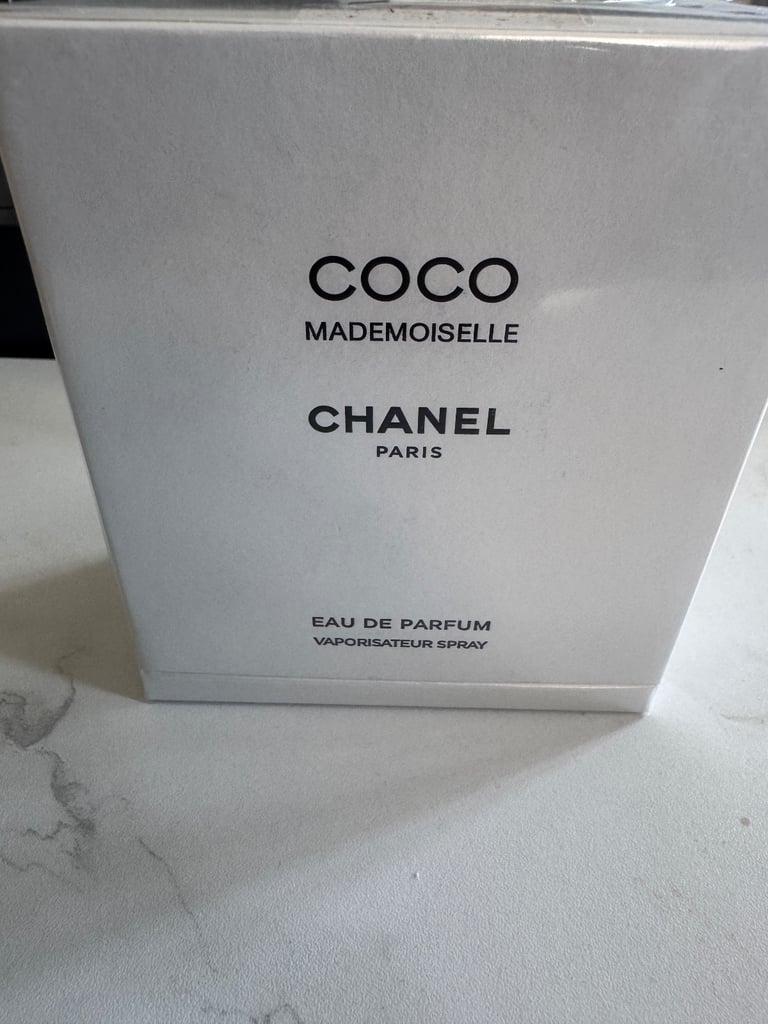 COCO
MADEMOISELLE
CHANEL
PARIS
EAU DE PARFUM
VAPORISATEUR SPRAY